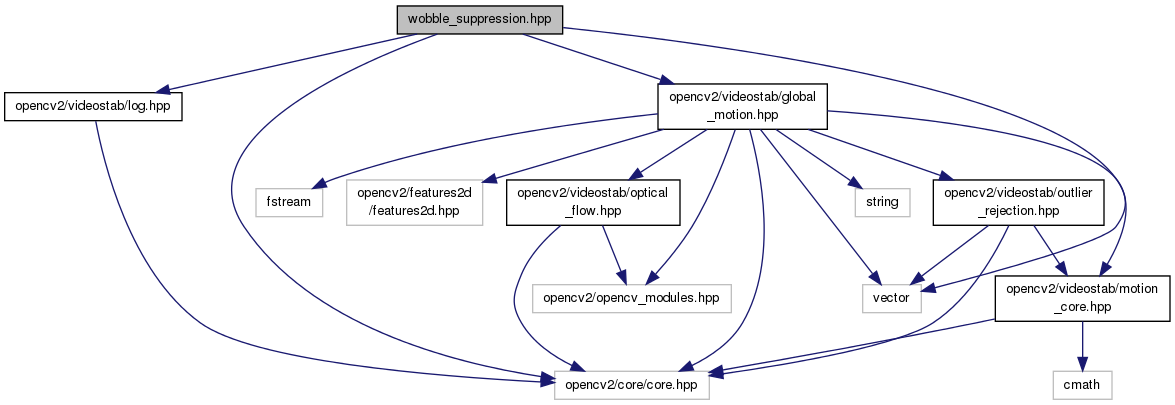 wobble_suppression.hpp
opencv2/videostab/log.hpp
opencv2/videostab/global
_motion.hpp
fstream
opencv2/features2d
/features2d.hpp
opencv2/videostab/optical
_flow.hpp
string
opencv2/videostab/outlier
_rejection.hpp
opencv2/opencv_modules.hpp
vector
opencv2/videostab/motion
_core.hpp
opencv2/core/core.hpp
cmath